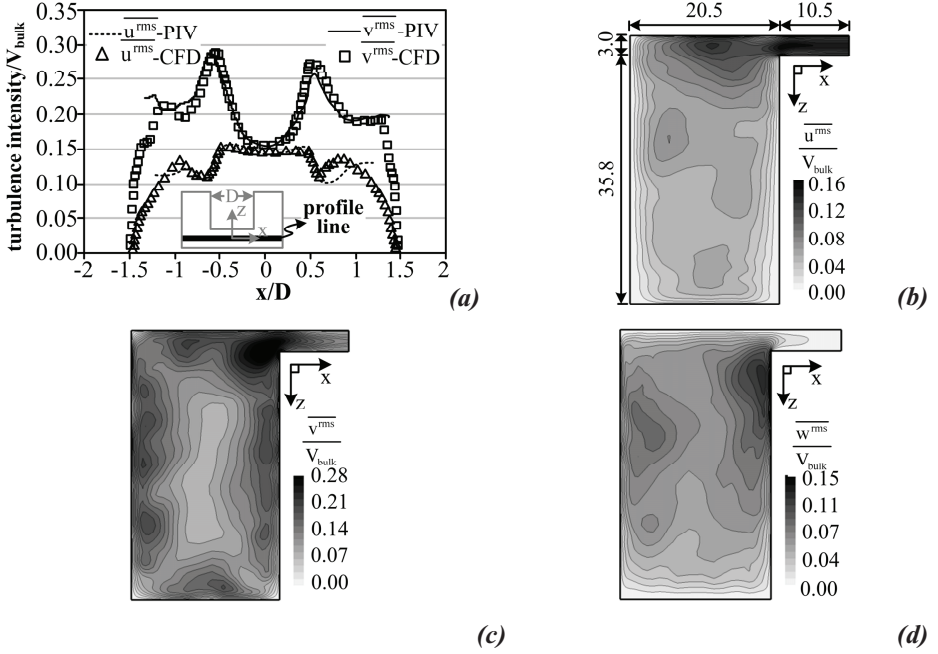 turbulence intensity/V_bulk
0.35
0.30
0.25
0.20
0.15
0.10
0.05
0.00
u^rms-PIV
v^rms-PIV
u^rms-CFD
v^rms-CFD
D
z
x
profile
line
-2 -1.5 -1 -0.5 0 0.5 1 1.5 2
x/D
(a)
20.5 10.5
3.0
35.8
x
z
u^rms
V_bulk
0.16
0.12
0.08
0.04
0.00
(b)
x
z
v^rms
V_bulk
0.28
0.21
0.14
0.07
0.00
(c)
x
z
w^rms
V_bulk
0.15
0.11
0.07
0.04
0.00
(d)